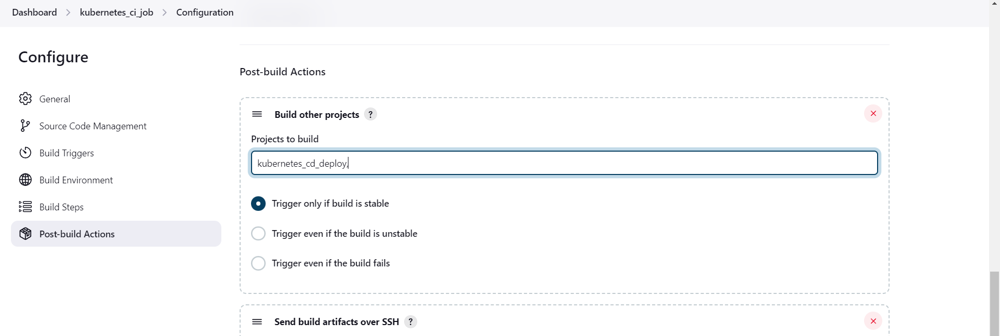 Dashboard > kubernetes_ci_job > Configuration
Configure
General
Source Code Management
Build Triggers
Build Environment
Build Steps
Post-build Actions
Post-build Actions
Build other projects ?
Projects to build
kubernetes_cd_deploy,
Trigger only if build is stable
Trigger even if the build is unstable
Trigger even if the build fails
Send build artifacts over SSH ?